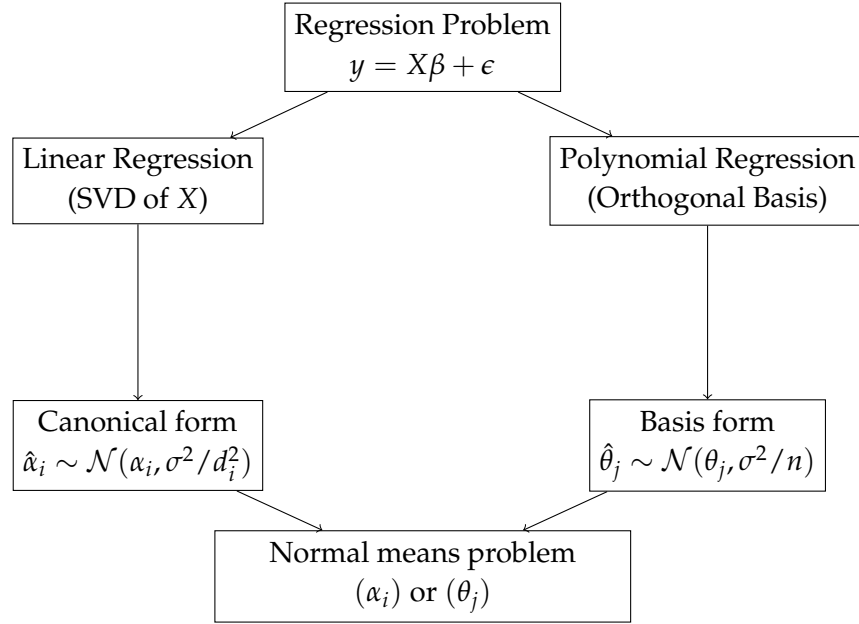 Regression Problem
y = Xβ + ϵ
Linear Regression
(SVD of X)
Polynomial Regression
(Orthogonal Basis)
Canonical form
α̂ᵢ ∼ 𝒩(αᵢ, σ²/dᵢ²)
Basis form
θ̂ⱼ ∼ 𝒩(θⱼ, σ²/n)
Normal means problem
(αᵢ) or (θⱼ)